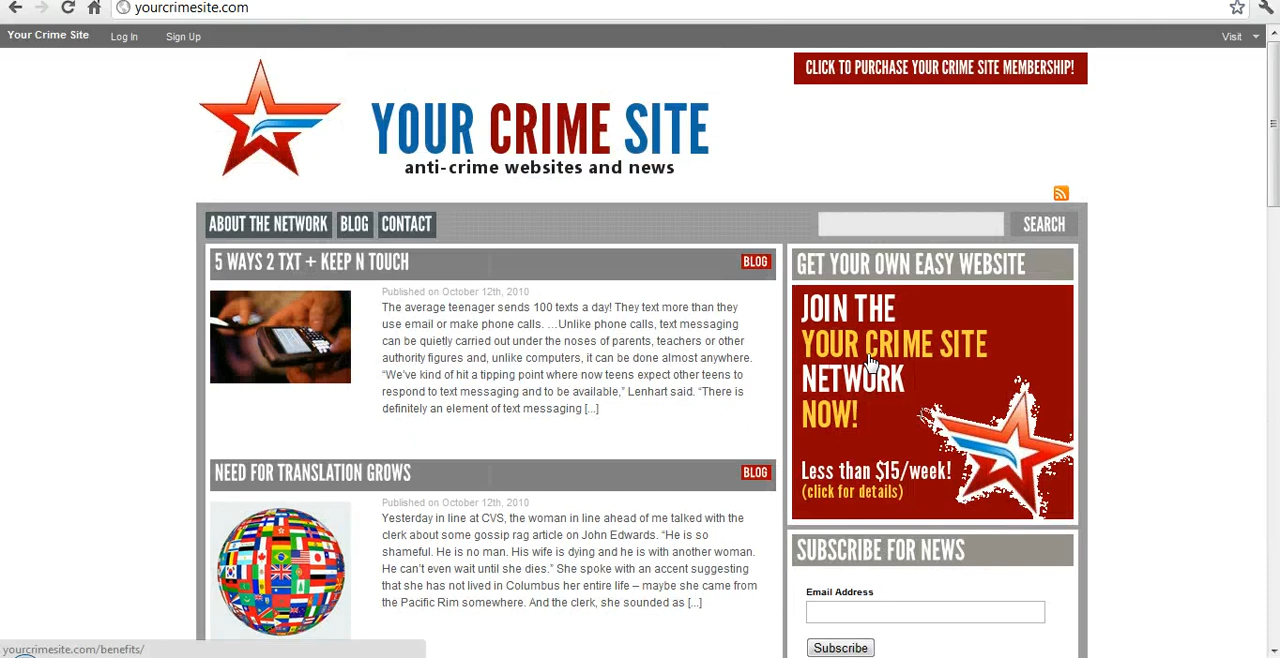 yourcrimesite.com
Your Crime Site Log In Sign Up Visit
CLICK TO PURCHASE YOUR CRIME SITE MEMBERSHIP!
YOUR CRIME SITE
anti-crime websites and news
ABOUT THE NETWORK BLOG CONTACT SEARCH
5 WAYS 2 TXT + KEEP N TOUCH BLOG
Published on October 12th, 2010
The average teenager sends 100 texts a day! They text more than they
use email or make phone calls. …Unlike phone calls, text messaging
can be quietly carried out under the noses of parents, teachers or other
authority figures and, unlike computers, it can be done almost anywhere.
“We’ve kind of hit a tipping point where now teens expect other teens to
respond to text messaging and to be available,” Lenhart said. “There is
definitely an element of text messaging [...]
NEED FOR TRANSLATION GROWS BLOG
Published on October 12th, 2010
Yesterday in line at CVS, the woman in line ahead of me talked with the
clerk about some gossip rag article on John Edwards. “He is so
shameful. He is no man. His wife is dying and he is with another woman.
He can’t even wait until she dies.” She spoke with an accent suggesting
that she has not lived in Columbus her entire life – maybe she came from
the Pacific Rim somewhere. And the clerk, she sounded as [...]
GET YOUR OWN EASY WEBSITE
JOIN THE
YOUR CRIME SITE
NETWORK
NOW!
Less than $15/week!
(click for details)
SUBSCRIBE FOR NEWS
Email Address
Subscribe
yourcrimesite.com/benefits/